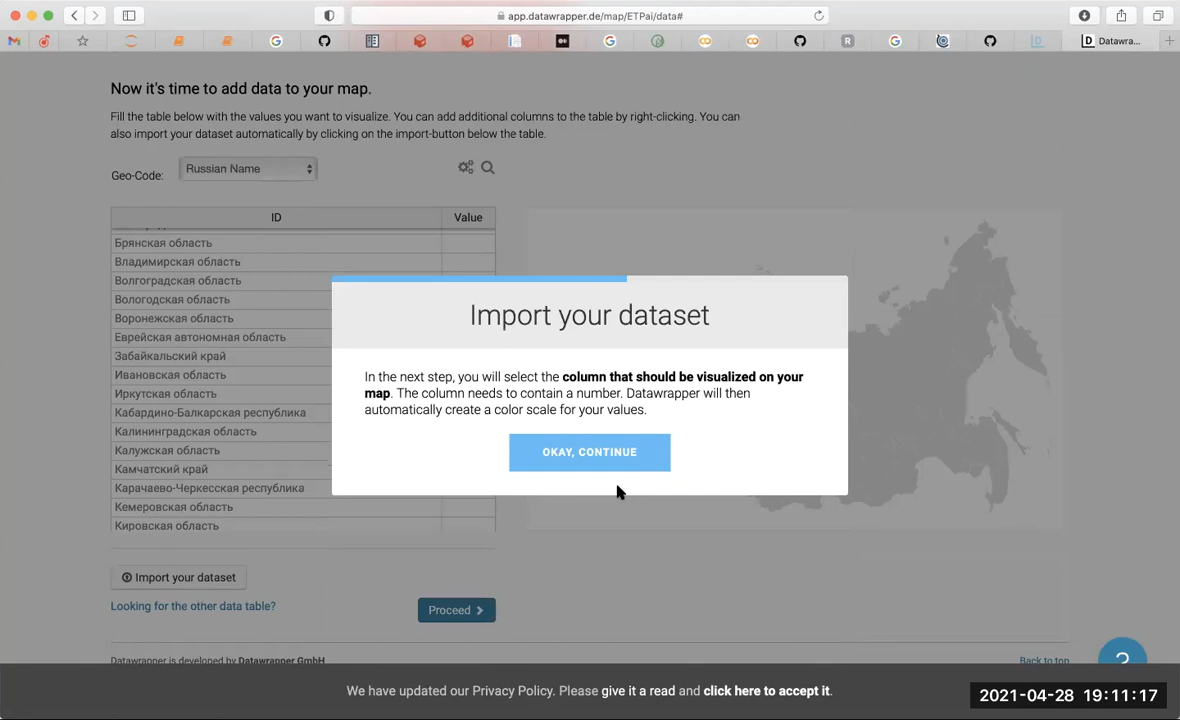 app.datawrapper.de/map/ETPai/data#
Datawra...
Now it's time to add data to your map.
Fill the table below with the values you want to visualize. You can add additional columns to the table by right-clicking. You can
also import your dataset automatically by clicking on the import-button below the table.
Geo-Code:
Russian Name
ID
Value
Брянская область
Владимирская область
Волгоградская область
Вологодская область
Воронежская область
Еврейская автономная область
Забайкальский край
Ивановская область
Иркутская область
Кабардино-Балкарская республика
Калининградская область
Калужская область
Камчатский край
Карачаево-Черкесская республика
Кемеровская область
Кировская область
Import your dataset
In the next step, you will select the column that should be visualized on your
map. The column needs to contain a number. Datawrapper will then
automatically create a color scale for your values.
OKAY, CONTINUE
Import your dataset
Looking for the other data table?
Proceed
Datawrapper is developed by Datawrapper GmbH
Back to top
?
We have updated our Privacy Policy. Please give it a read and click here to accept it.
2021-04-28 19:11:17